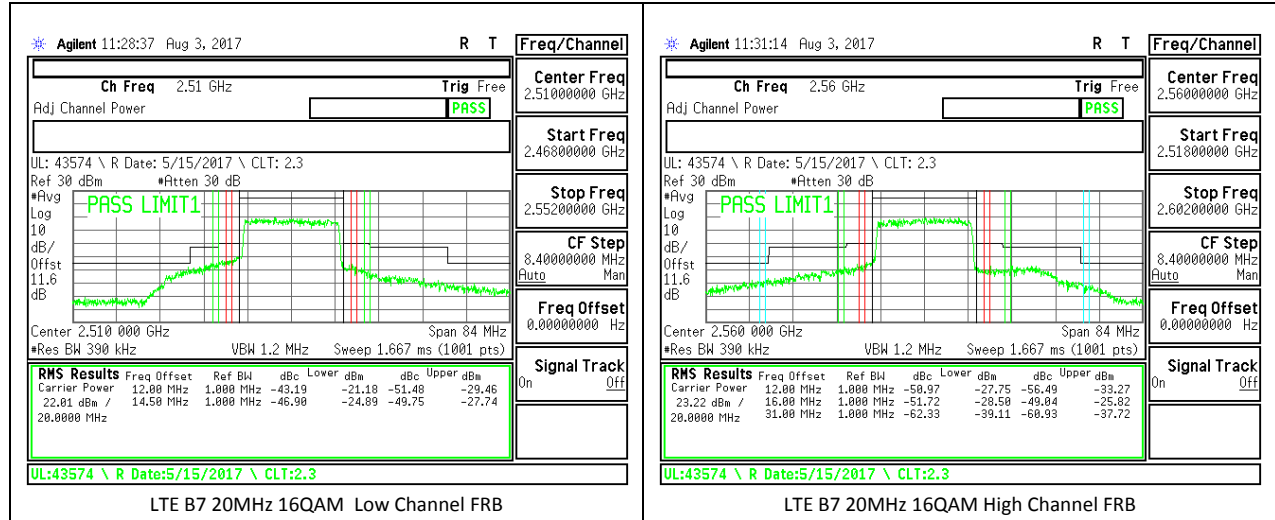 Agilent 11:28:37 Aug 3, 2017 R T
Freq/Channel
Ch Freq 2.51 GHz Trig Free
Adj Channel Power PASS
UL: 43574 \ R Date: 5/15/2017 \ CLT: 2.3
Ref 30 dBm #Atten 30 dB
#Avg
Log
10
dB/
Offst
11.6
dB
PASS LIMIT1
Center 2.510 000 GHz Span 84 MHz
#Res BW 390 kHz VBW 1.2 MHz Sweep 1.667 ms (1001 pts)
RMS Results Freq Offset Ref BW dBc Lower dBm dBc Upper dBm
Carrier Power 12.00 MHz 1.000 MHz -43.19 -21.18 -51.48 -29.46
22.01 dBm / 14.50 MHz 1.000 MHz -46.90 -24.89 -49.75 -27.74
20.0000 MHz
UL:43574 \ R Date:5/15/2017 \ CLT:2.3
Center Freq
2.51000000 GHz
Start Freq
2.46800000 GHz
Stop Freq
2.55200000 GHz
CF Step
8.40000000 MHz
Auto Man
Freq Offset
0.00000000 Hz
Signal Track
On Off
LTE B7 20MHz 16QAM Low Channel FRB
Agilent 11:31:14 Aug 3, 2017 R T
Freq/Channel
Ch Freq 2.56 GHz Trig Free
Adj Channel Power PASS
UL: 43574 \ R Date: 5/15/2017 \ CLT: 2.3
Ref 30 dBm #Atten 30 dB
#Avg
Log
10
dB/
Offst
11.6
dB
PASS LIMIT1
Center 2.560 000 GHz Span 84 MHz
#Res BW 390 kHz VBW 1.2 MHz Sweep 1.667 ms (1001 pts)
RMS Results Freq Offset Ref BW dBc Lower dBm dBc Upper dBm
Carrier Power 12.00 MHz 1.000 MHz -50.97 -27.75 -56.49 -33.27
23.22 dBm / 16.00 MHz 1.000 MHz -51.72 -28.50 -49.04 -25.82
20.0000 MHz 31.00 MHz 1.000 MHz -62.33 -39.11 -60.93 -37.72
UL:43574 \ R Date:5/15/2017 \ CLT:2.3
Center Freq
2.56000000 GHz
Start Freq
2.51800000 GHz
Stop Freq
2.60200000 GHz
CF Step
8.40000000 MHz
Auto Man
Freq Offset
0.00000000 Hz
Signal Track
On Off
LTE B7 20MHz 16QAM High Channel FRB